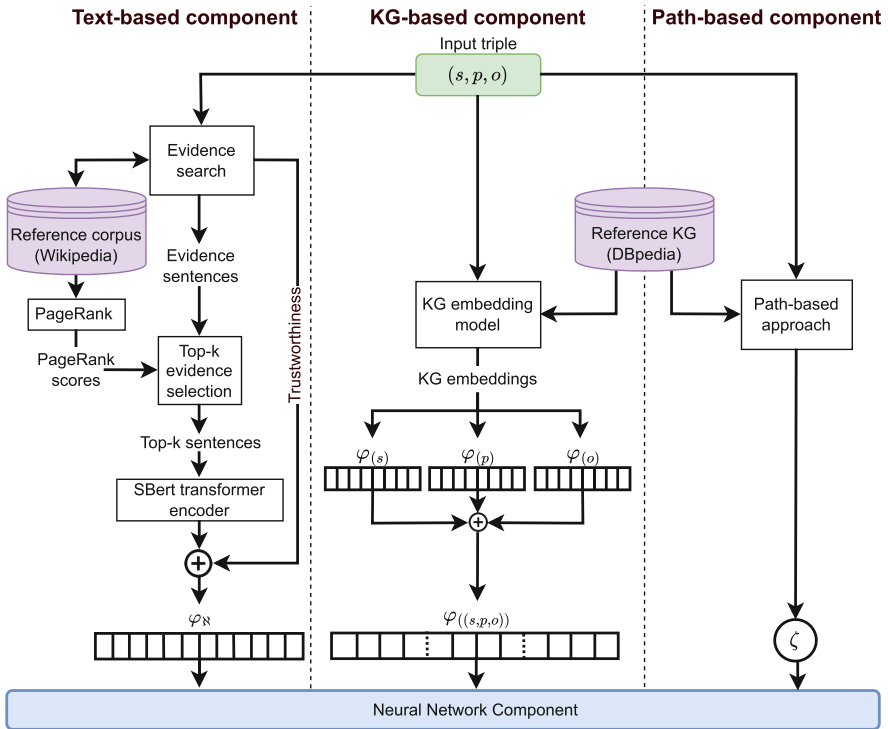 Text-based component
KG-based component
Path-based component
Input triple
(s, p, o)
Evidence
search
Reference corpus
(Wikipedia)
Reference KG
(DBpedia)
Evidence
sentences
PageRank
KG embedding
model
Path-based
approach
Trustworthiness
PageRank
scores
Top-k
evidence
selection
KG embeddings
Top-k sentences
φ(s)
φ(p)
φ(o)
SBert transformer
encoder
+
+
φℵ
φ((s,p,o))
ζ
Neural Network Component